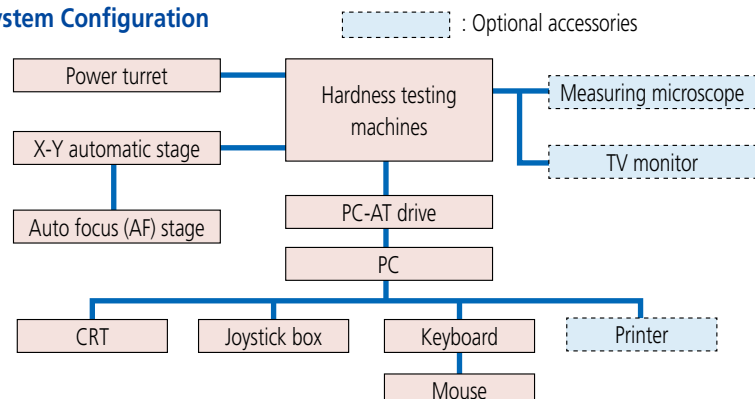 ystem Configuration
: Optional accessories
Power turret
Hardness testing
machines
Measuring microscope
X-Y automatic stage
TV monitor
Auto focus (AF) stage
PC-AT drive
PC
CRT
Joystick box
Keyboard
Printer
Mouse